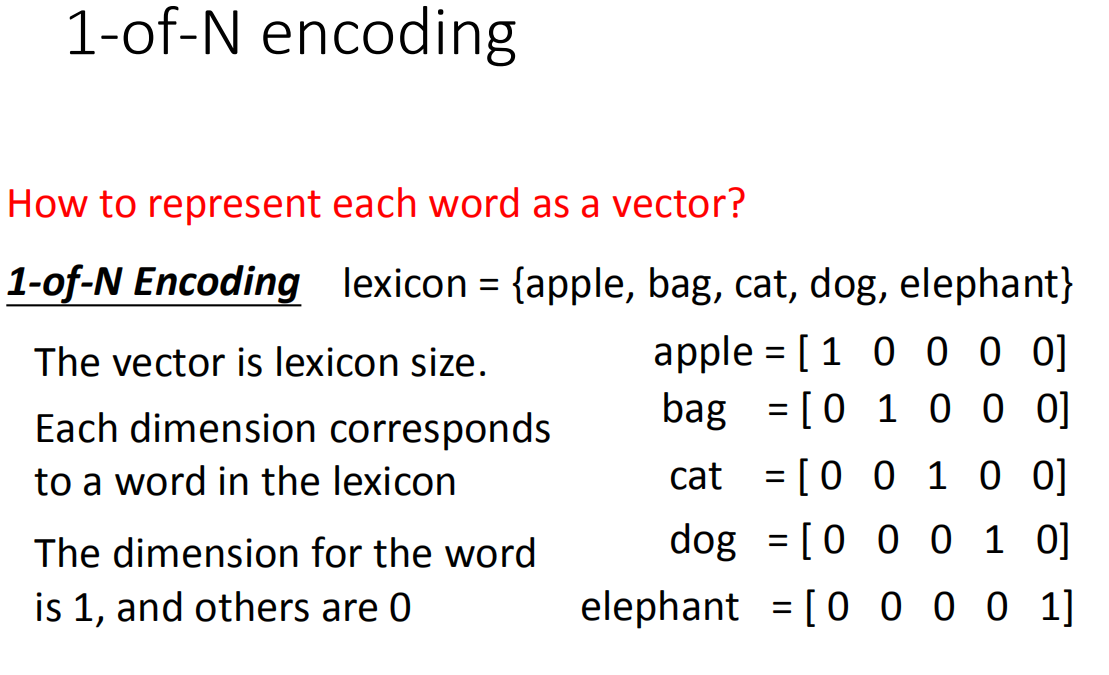 1-of-N encoding
How to represent each word as a vector?
1-of-N Encoding lexicon = {apple, bag, cat, dog, elephant}
The vector is lexicon size.
Each dimension corresponds
to a word in the lexicon
The dimension for the word
is 1, and others are 0
apple = [ 1 0 0 0 0]
bag = [ 0 1 0 0 0]
cat = [ 0 0 1 0 0]
dog = [ 0 0 0 1 0]
elephant = [ 0 0 0 0 1]